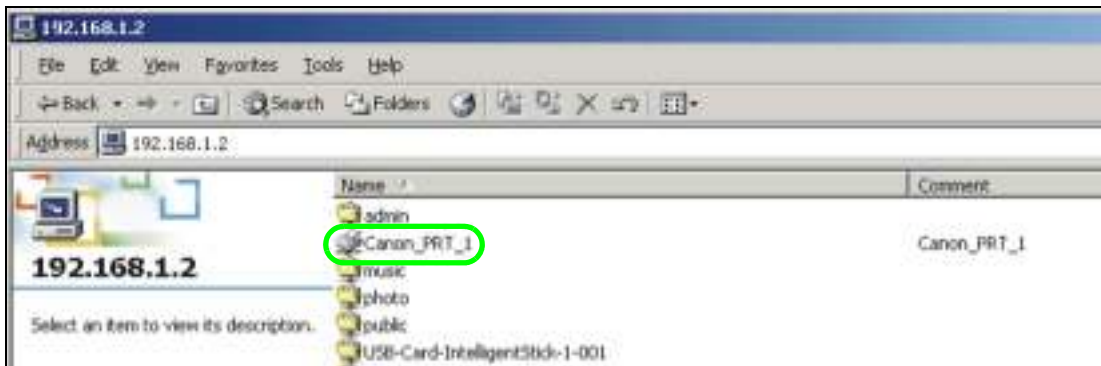 192.168.1.2
File Edit View Favorites Tools Help
Back Search Folders
Address 192.168.1.2
Name Comment
admin
Canon_PRT_1 Canon_PRT_1
music
192.168.1.2
photo
Select an item to view its description.
public
USB-Card-IntelligentStick-1-001